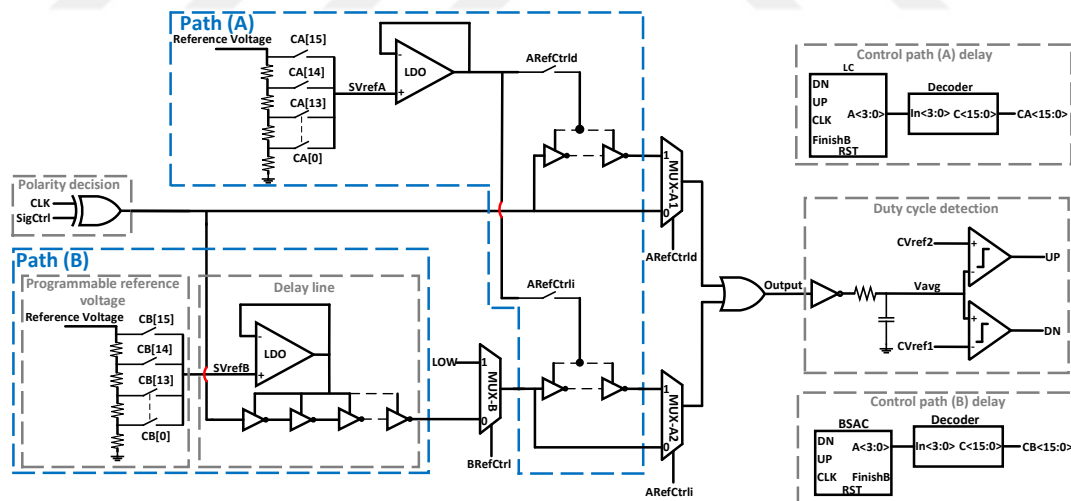 Path (A)
Reference Voltage
CA[15]
CA[14]
CA[13]
CA[0]
SVrefA
-
+
LDO
ARefCtrld
1
0
MUX-A1
ARefCtrld
Polarity decision
CLK
SigCtrl
Path (B)
Programmable reference
voltage
Reference Voltage
CB[15]
CB[14]
CB[13]
CB[0]
SVrefB
Delay line
-
+
LDO
LOW
1
0
MUX-B
BRefCtrl
ARefCtrli
1
0
MUX-A2
ARefCtrli
Output
Control path (A) delay
LC
DN
UP
CLK
FinishB
RST
A<3:0>
Decoder
In<3:0>
C<15:0>
CA<15:0>
Duty cycle detection
CVref2
+
-
UP
Vavg
+
-
CVref1
DN
Control path (B) delay
BSAC
DN
UP
CLK
RST
A<3:0>
FinishB
Decoder
In<3:0>
C<15:0>
CB<15:0>